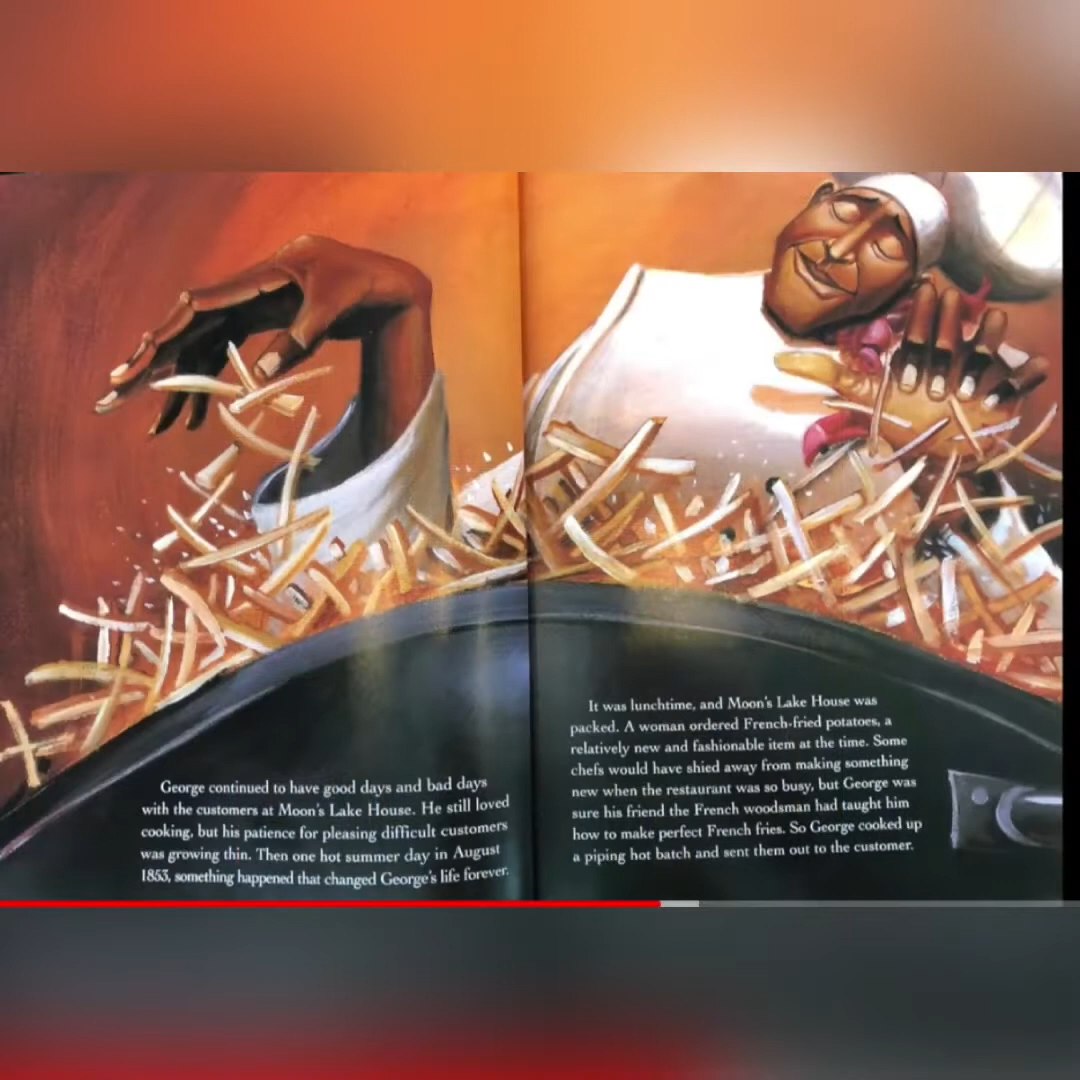 George continued to have good days and bad days
with the customers at Moon's Lake House. He still loved
cooking, but his patience for pleasing difficult customers
was growing thin. Then one hot summer day in August
1853, something happened that changed George's life forever.
It was lunchtime, and Moon's Lake House was
packed. A woman ordered French-fried potatoes, a
relatively new and fashionable item at the time. Some
chefs would have shied away from making something
new when the restaurant was so busy, but George was
sure his friend the French woodsman had taught him
how to make perfect French fries. So George cooked up
a piping hot batch and sent them out to the customer.